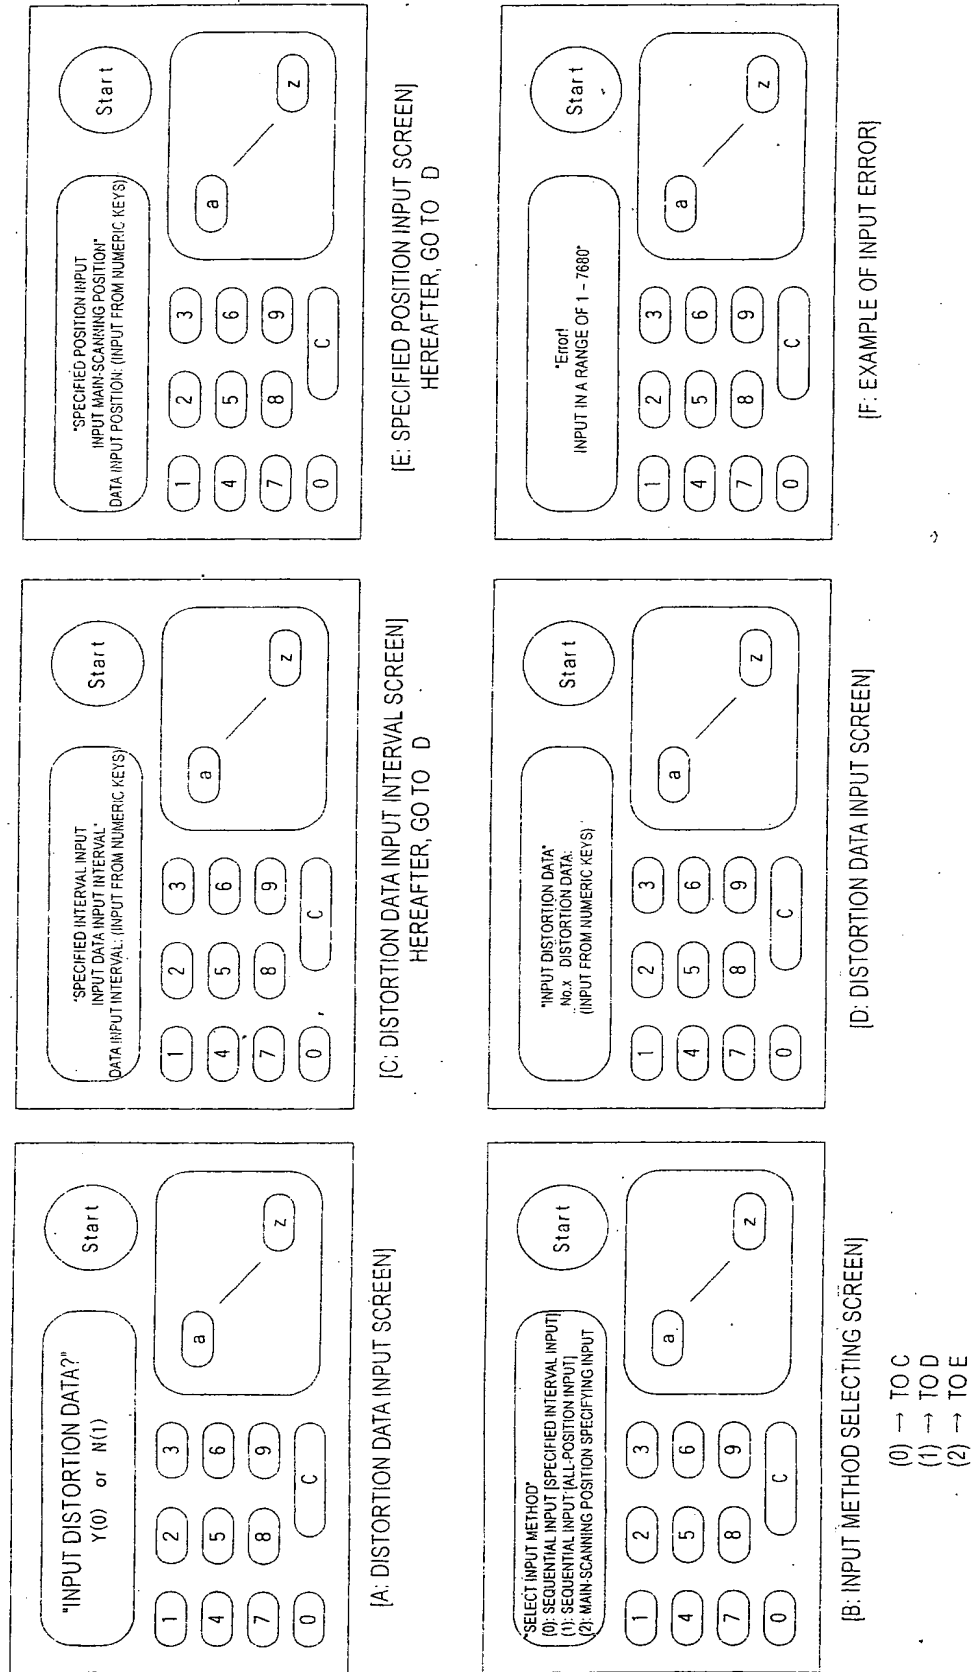 "INPUT DISTORTION DATA?"
Y(0) or N(1)
Start
1 2 3
4 5 6
7 8 9
0 C
a
z
[A: DISTORTION DATA INPUT SCREEN]
"SPECIFIED INTERVAL INPUT
INPUT DATA INPUT INTERVAL"
DATA INPUT INTERVAL: (INPUT FROM NUMERIC KEYS)
Start
1 2 3
4 5 6
7 8 9
0 C
a
z
[C: DISTORTION DATA INPUT INTERVAL SCREEN]
HEREAFTER, GO TO D
"SPECIFIED POSITION INPUT
INPUT MAIN-SCANNING POSITION"
DATA INPUT POSITION: (INPUT FROM NUMERIC KEYS)
Start
1 2 3
4 5 6
7 8 9
0 C
a
z
[E: SPECIFIED POSITION INPUT SCREEN]
HEREAFTER, GO TO D
"SELECT INPUT METHOD"
(0): SEQUENTIAL INPUT [SPECIFIED INTERVAL INPUT]
(1): SEQUENTIAL INPUT [ALL-POSITION INPUT]
(2): MAIN-SCANNING POSITION SPECIFYING INPUT
Start
1 2 3
4 5 6
7 8 9
0 C
a
z
[B: INPUT METHOD SELECTING SCREEN]
(0) → TO C
(1) → TO D
(2) → TO E
"INPUT DISTORTION DATA"
No.x DISTORTION DATA:
(INPUT FROM NUMERIC KEYS)
Start
1 2 3
4 5 6
7 8 9
0 C
a
z
[D: DISTORTION DATA INPUT SCREEN]
"Error!
INPUT IN A RANGE OF 1 – 7680"
Start
1 2 3
4 5 6
7 8 9
0 C
a
z
[F: EXAMPLE OF INPUT ERROR]